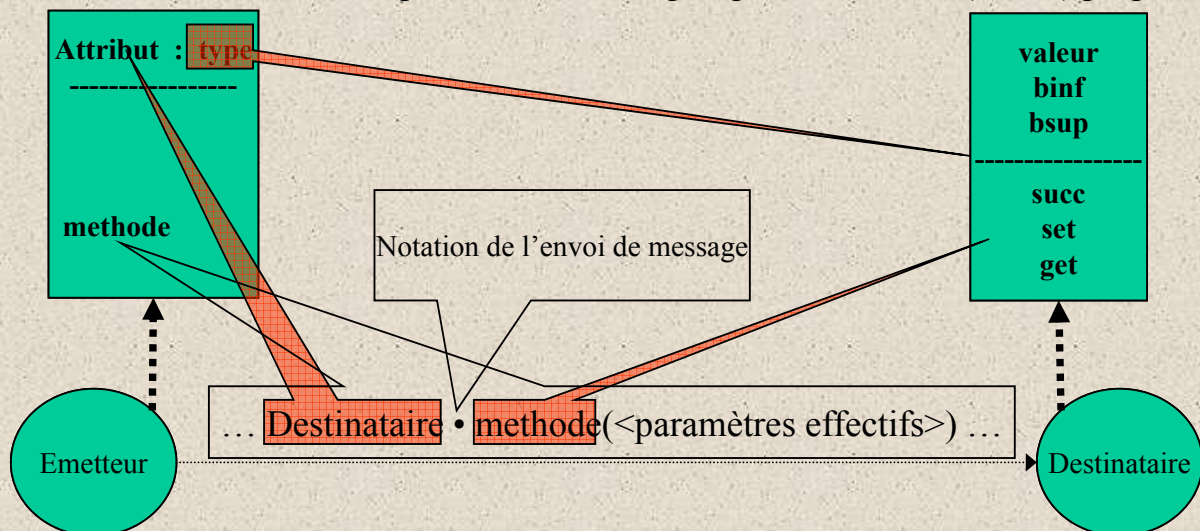 Attribut : type
-----------------
methode
valeur
binf
bsup
-----------------
succ
set
get
Notation de l’envoi de message
… Destinataire • methode(<paramètres effectifs>) …
Emetteur
Destinataire